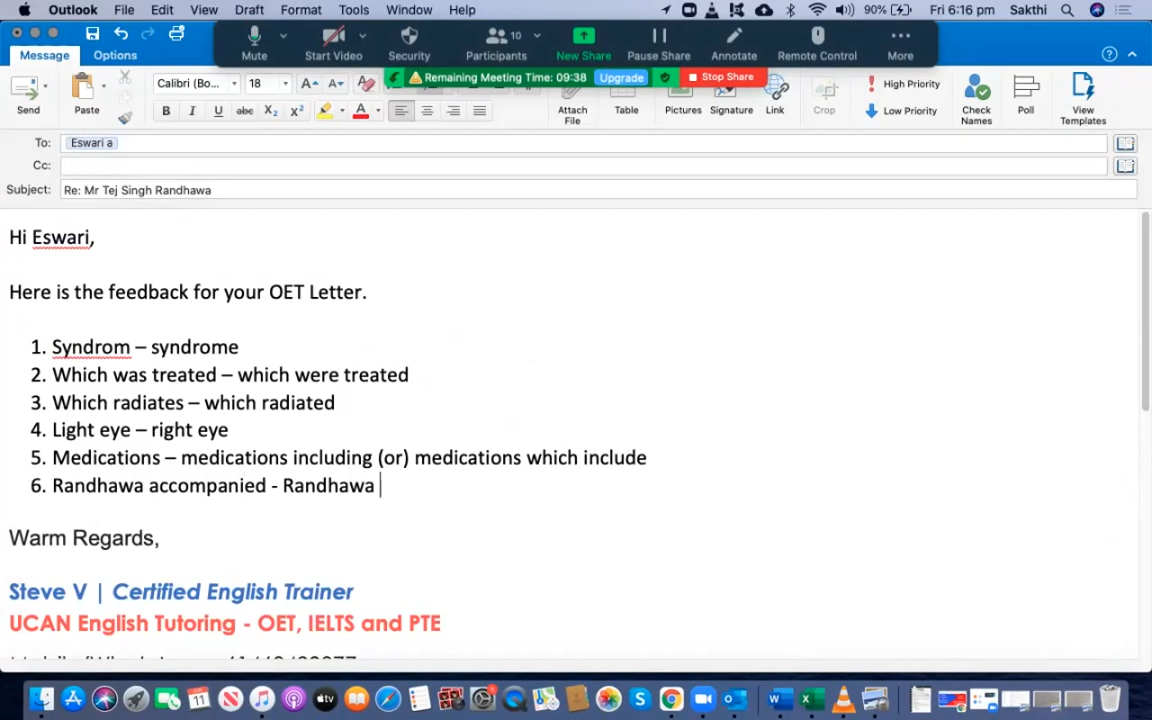 Outlook File Edit View Draft Format Tools Window Help 90% Fri 6:16 pm Sakthi
Message Options
Mute Start Video Security Participants 10 New Share Pause Share Annotate Remote Control More
Remaining Meeting Time: 09:38 Upgrade Stop Share
Send Paste Calibri (Bo... 18 A A
B I U abc X₂ X² A
Attach File Table Pictures Signature Link Crop High Priority Low Priority Check Names Poll View Templates
To: Eswari a
Cc:
Subject: Re: Mr Tej Singh Randhawa
Hi Eswari,
Here is the feedback for your OET Letter.
1. Syndrom – syndrome
2. Which was treated – which were treated
3. Which radiates – which radiated
4. Light eye – right eye
5. Medications – medications including (or) medications which include
6. Randhawa accompanied - Randhawa
Warm Regards,
Steve V | Certified English Trainer
UCAN English Tutoring - OET, IELTS and PTE
11
tv